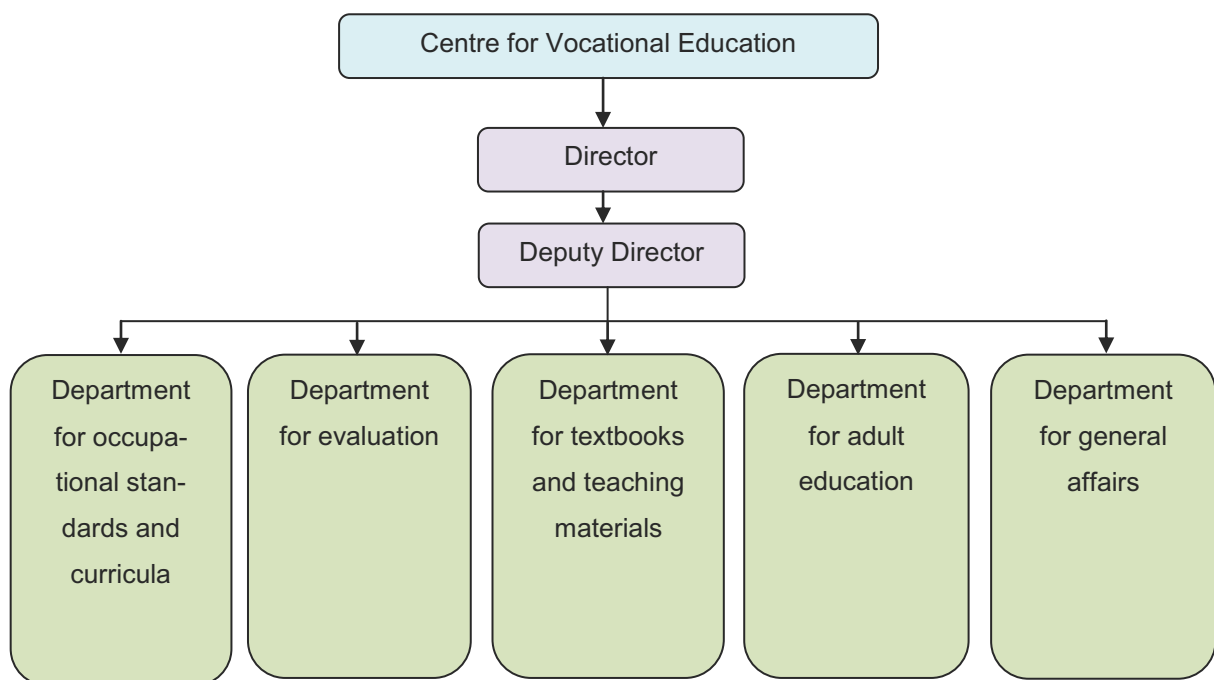 Centre for Vocational Education
Director
Deputy Director
Department
for occupa-
tional stan-
dards and
curricula
Department
for evaluation
Department
for textbooks
and teaching
materials
Department
for adult
education
Department
for general
affairs